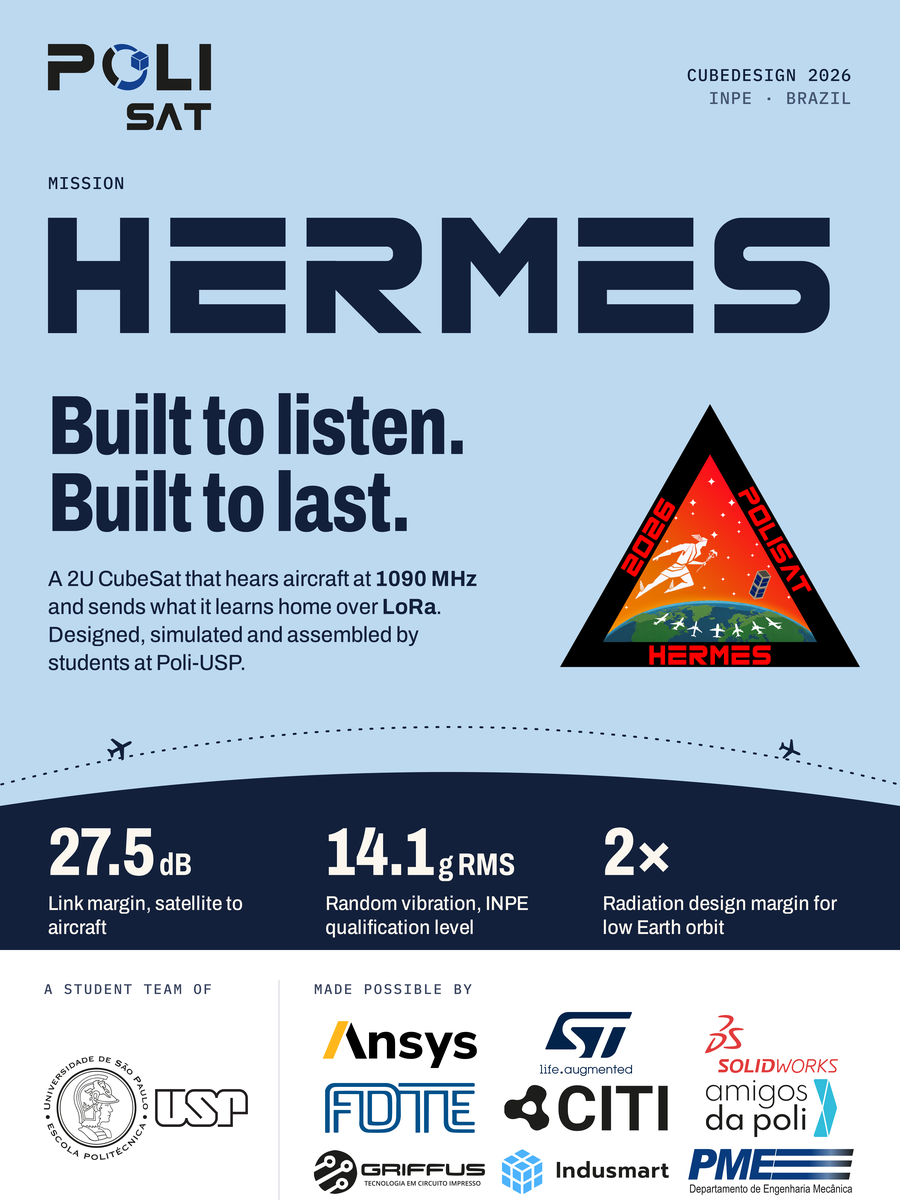 POLI
SAT
CUBEDESIGN 2026
INPE · BRAZIL
MISSION
HERMES
Built to listen.
Built to last.
A 2U CubeSat that hears aircraft at 1090 MHz
and sends what it learns home over LoRa.
Designed, simulated and assembled by
students at Poli-USP.
2026
POLISAT
HERMES
27.5 dB
Link margin, satellite to
aircraft
14.1 g RMS
Random vibration, INPE
qualification level
2×
Radiation design margin for
low Earth orbit
A STUDENT TEAM OF
UNIVERSIDADE DE SÃO PAULO
ESCOLA POLITÉCNICA
USP
MADE POSSIBLE BY
Ansys
ST
life.augmented
SOLIDWORKS
FDTE
CITI
amigos
da poli
GRIFFUS
TECNOLOGIA EM CIRCUITO IMPRESSO
Indusmart
PME
Departamento de Engenharia Mecânica